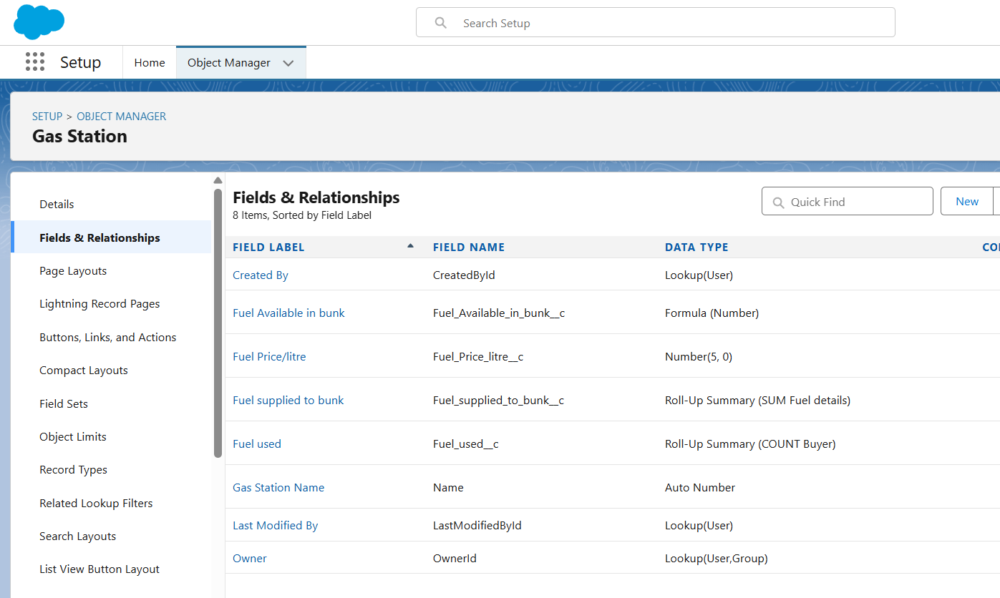 Search Setup
Setup
Home
Object Manager
SETUP > OBJECT MANAGER
Gas Station
Details
Fields & Relationships
Page Layouts
Lightning Record Pages
Buttons, Links, and Actions
Compact Layouts
Field Sets
Object Limits
Record Types
Related Lookup Filters
Search Layouts
List View Button Layout
Fields & Relationships
8 Items, Sorted by Field Label
Quick Find
New
FIELD LABEL FIELD NAME DATA TYPE
Created By CreatedById Lookup(User)
Fuel Available in bunk Fuel_Available_in_bunk__c Formula (Number)
Fuel Price/litre Fuel_Price_litre__c Number(5, 0)
Fuel supplied to bunk Fuel_supplied_to_bunk__c Roll-Up Summary (SUM Fuel details)
Fuel used Fuel_used__c Roll-Up Summary (COUNT Buyer)
Gas Station Name Name Auto Number
Last Modified By LastModifiedById Lookup(User)
Owner OwnerId Lookup(User,Group)